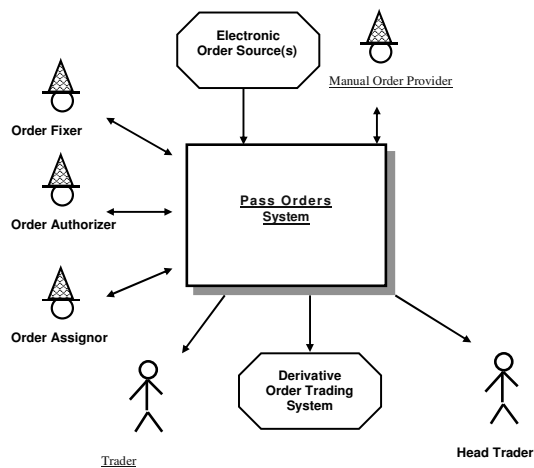 Electronic
Order Source(s)
Manual Order Provider
Order Fixer
Pass Orders
System
Order Authorizer
Order Assignor
Derivative
Order Trading
System
Trader
Head Trader